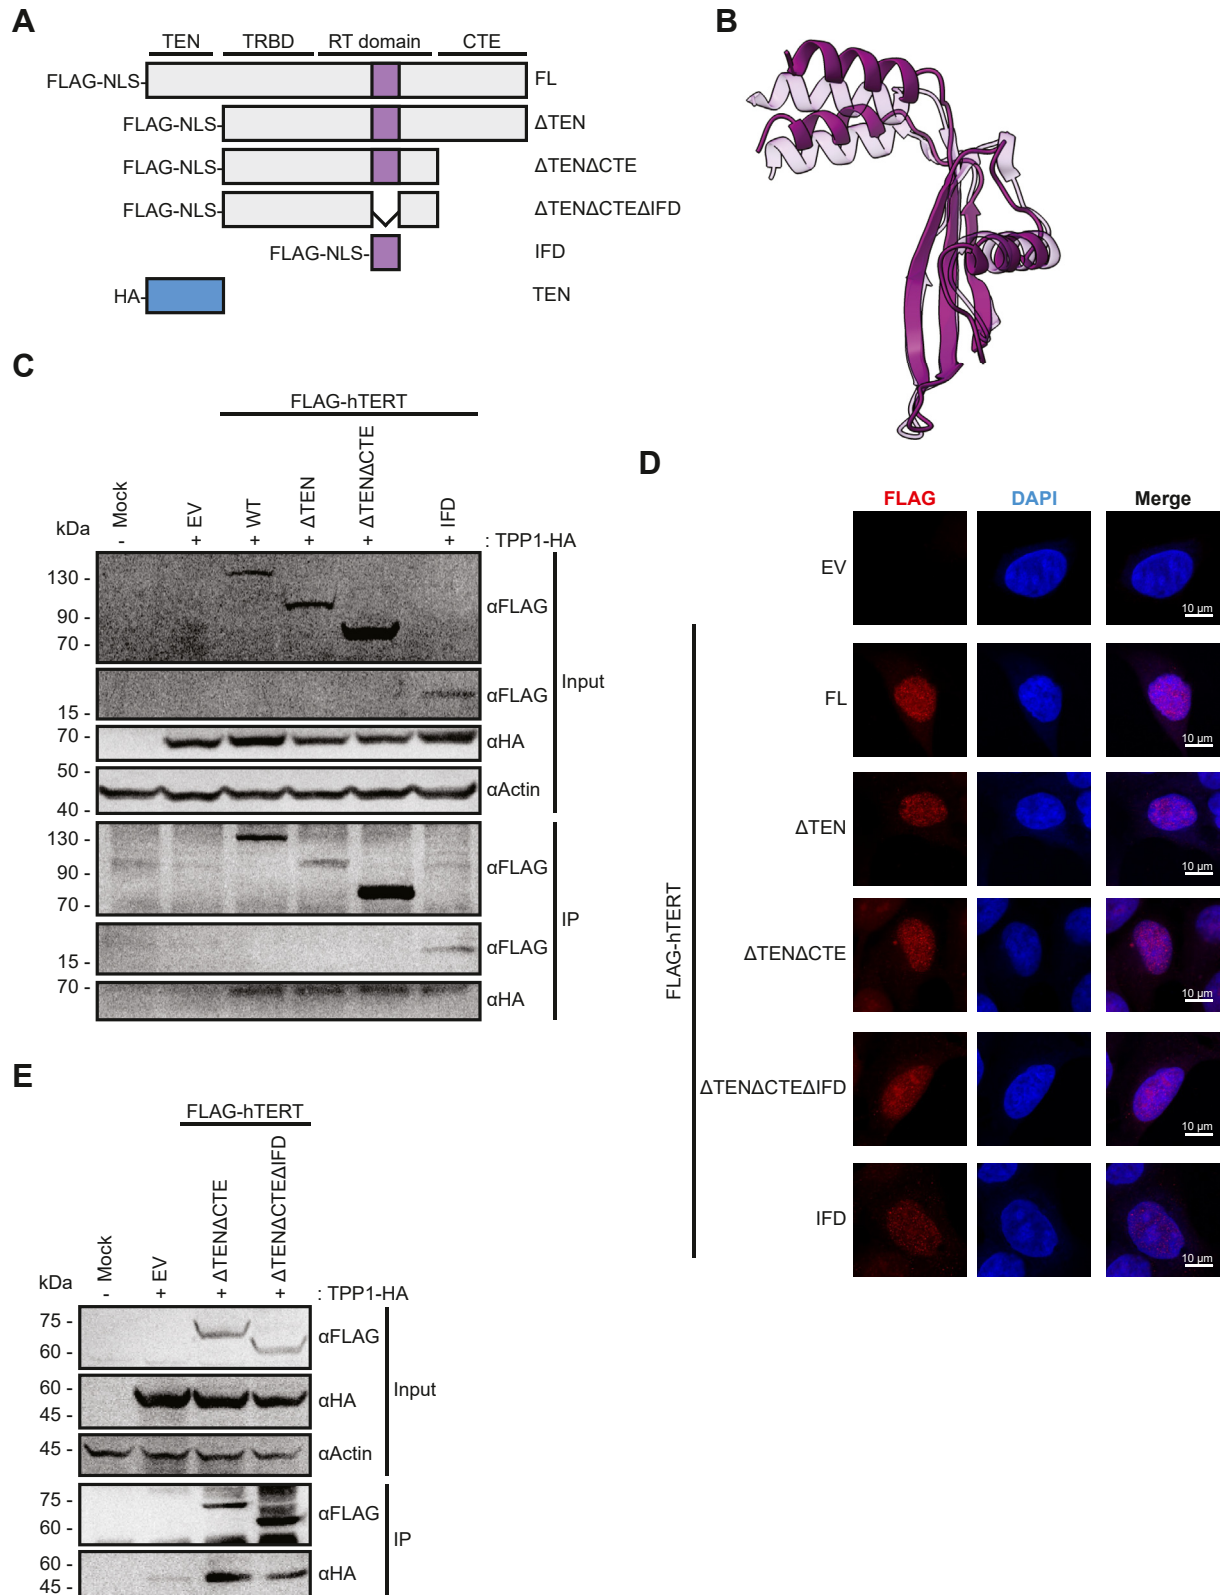 A
TEN TRBD RT domain CTE
FLAG-NLS- FL
FLAG-NLS- ΔTEN
FLAG-NLS- ΔTENΔCTE
FLAG-NLS- ΔTENΔCTEΔIFD
FLAG-NLS- IFD
HA- TEN
B
C
FLAG-hTERT
kDa Mock EV WT ΔTEN ΔTENΔCTE IFD
- + + + + + : TPP1-HA
130 -
90 -
70 -
αFLAG
15 -
αFLAG
70 -
αHA
50 -
40 -
αActin
Input
130 -
90 -
70 -
αFLAG
15 -
αFLAG
70 -
αHA
IP
D
FLAG DAPI Merge
EV
10 µm
FL
10 µm
ΔTEN
10 µm
ΔTENΔCTE
10 µm
ΔTENΔCTEΔIFD
10 µm
IFD
10 µm
FLAG-hTERT
E
FLAG-hTERT
kDa Mock EV ΔTENΔCTE ΔTENΔCTEΔIFD
- + + + : TPP1-HA
75 -
60 -
αFLAG
60 -
45 -
αHA
45 -
αActin
Input
75 -
60 -
αFLAG
60 -
45 -
αHA
IP